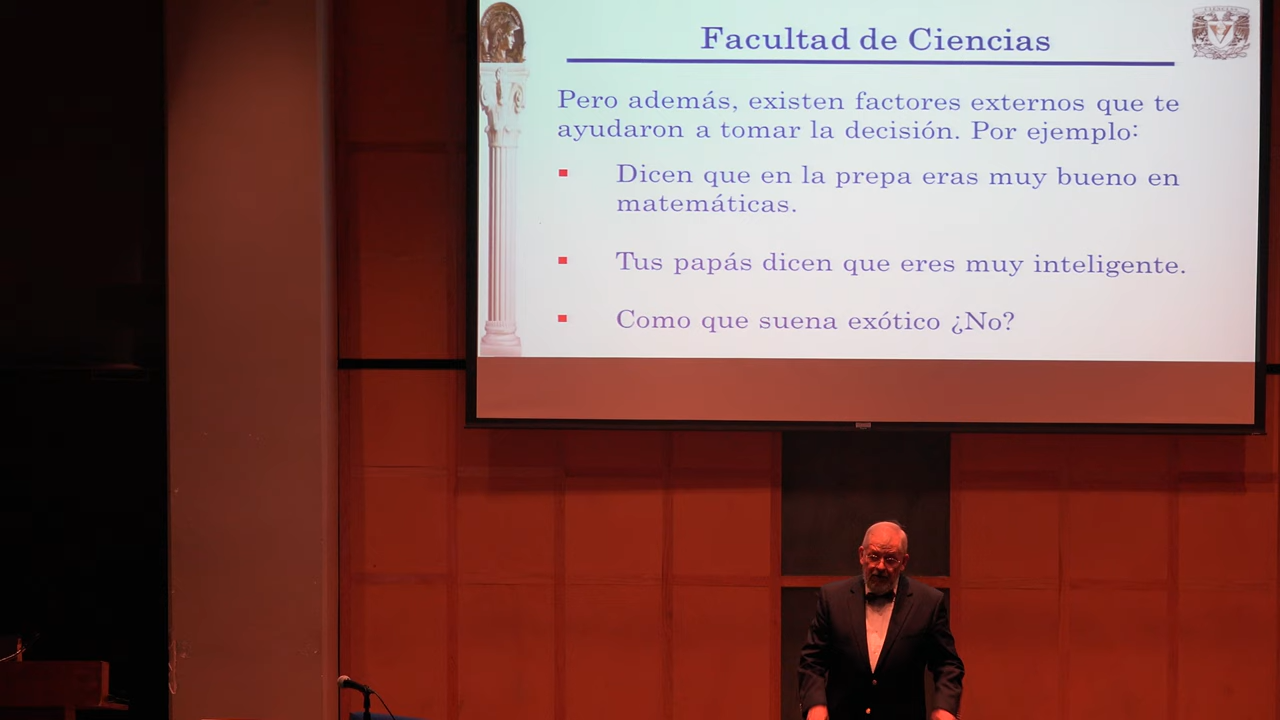 Facultad de Ciencias
Pero además, existen factores externos que te
ayudaron a tomar la decisión. Por ejemplo:
Dicen que en la prepa eras muy bueno en
matemáticas.
Tus papás dicen que eres muy inteligente.
Como que suena exótico ¿No?